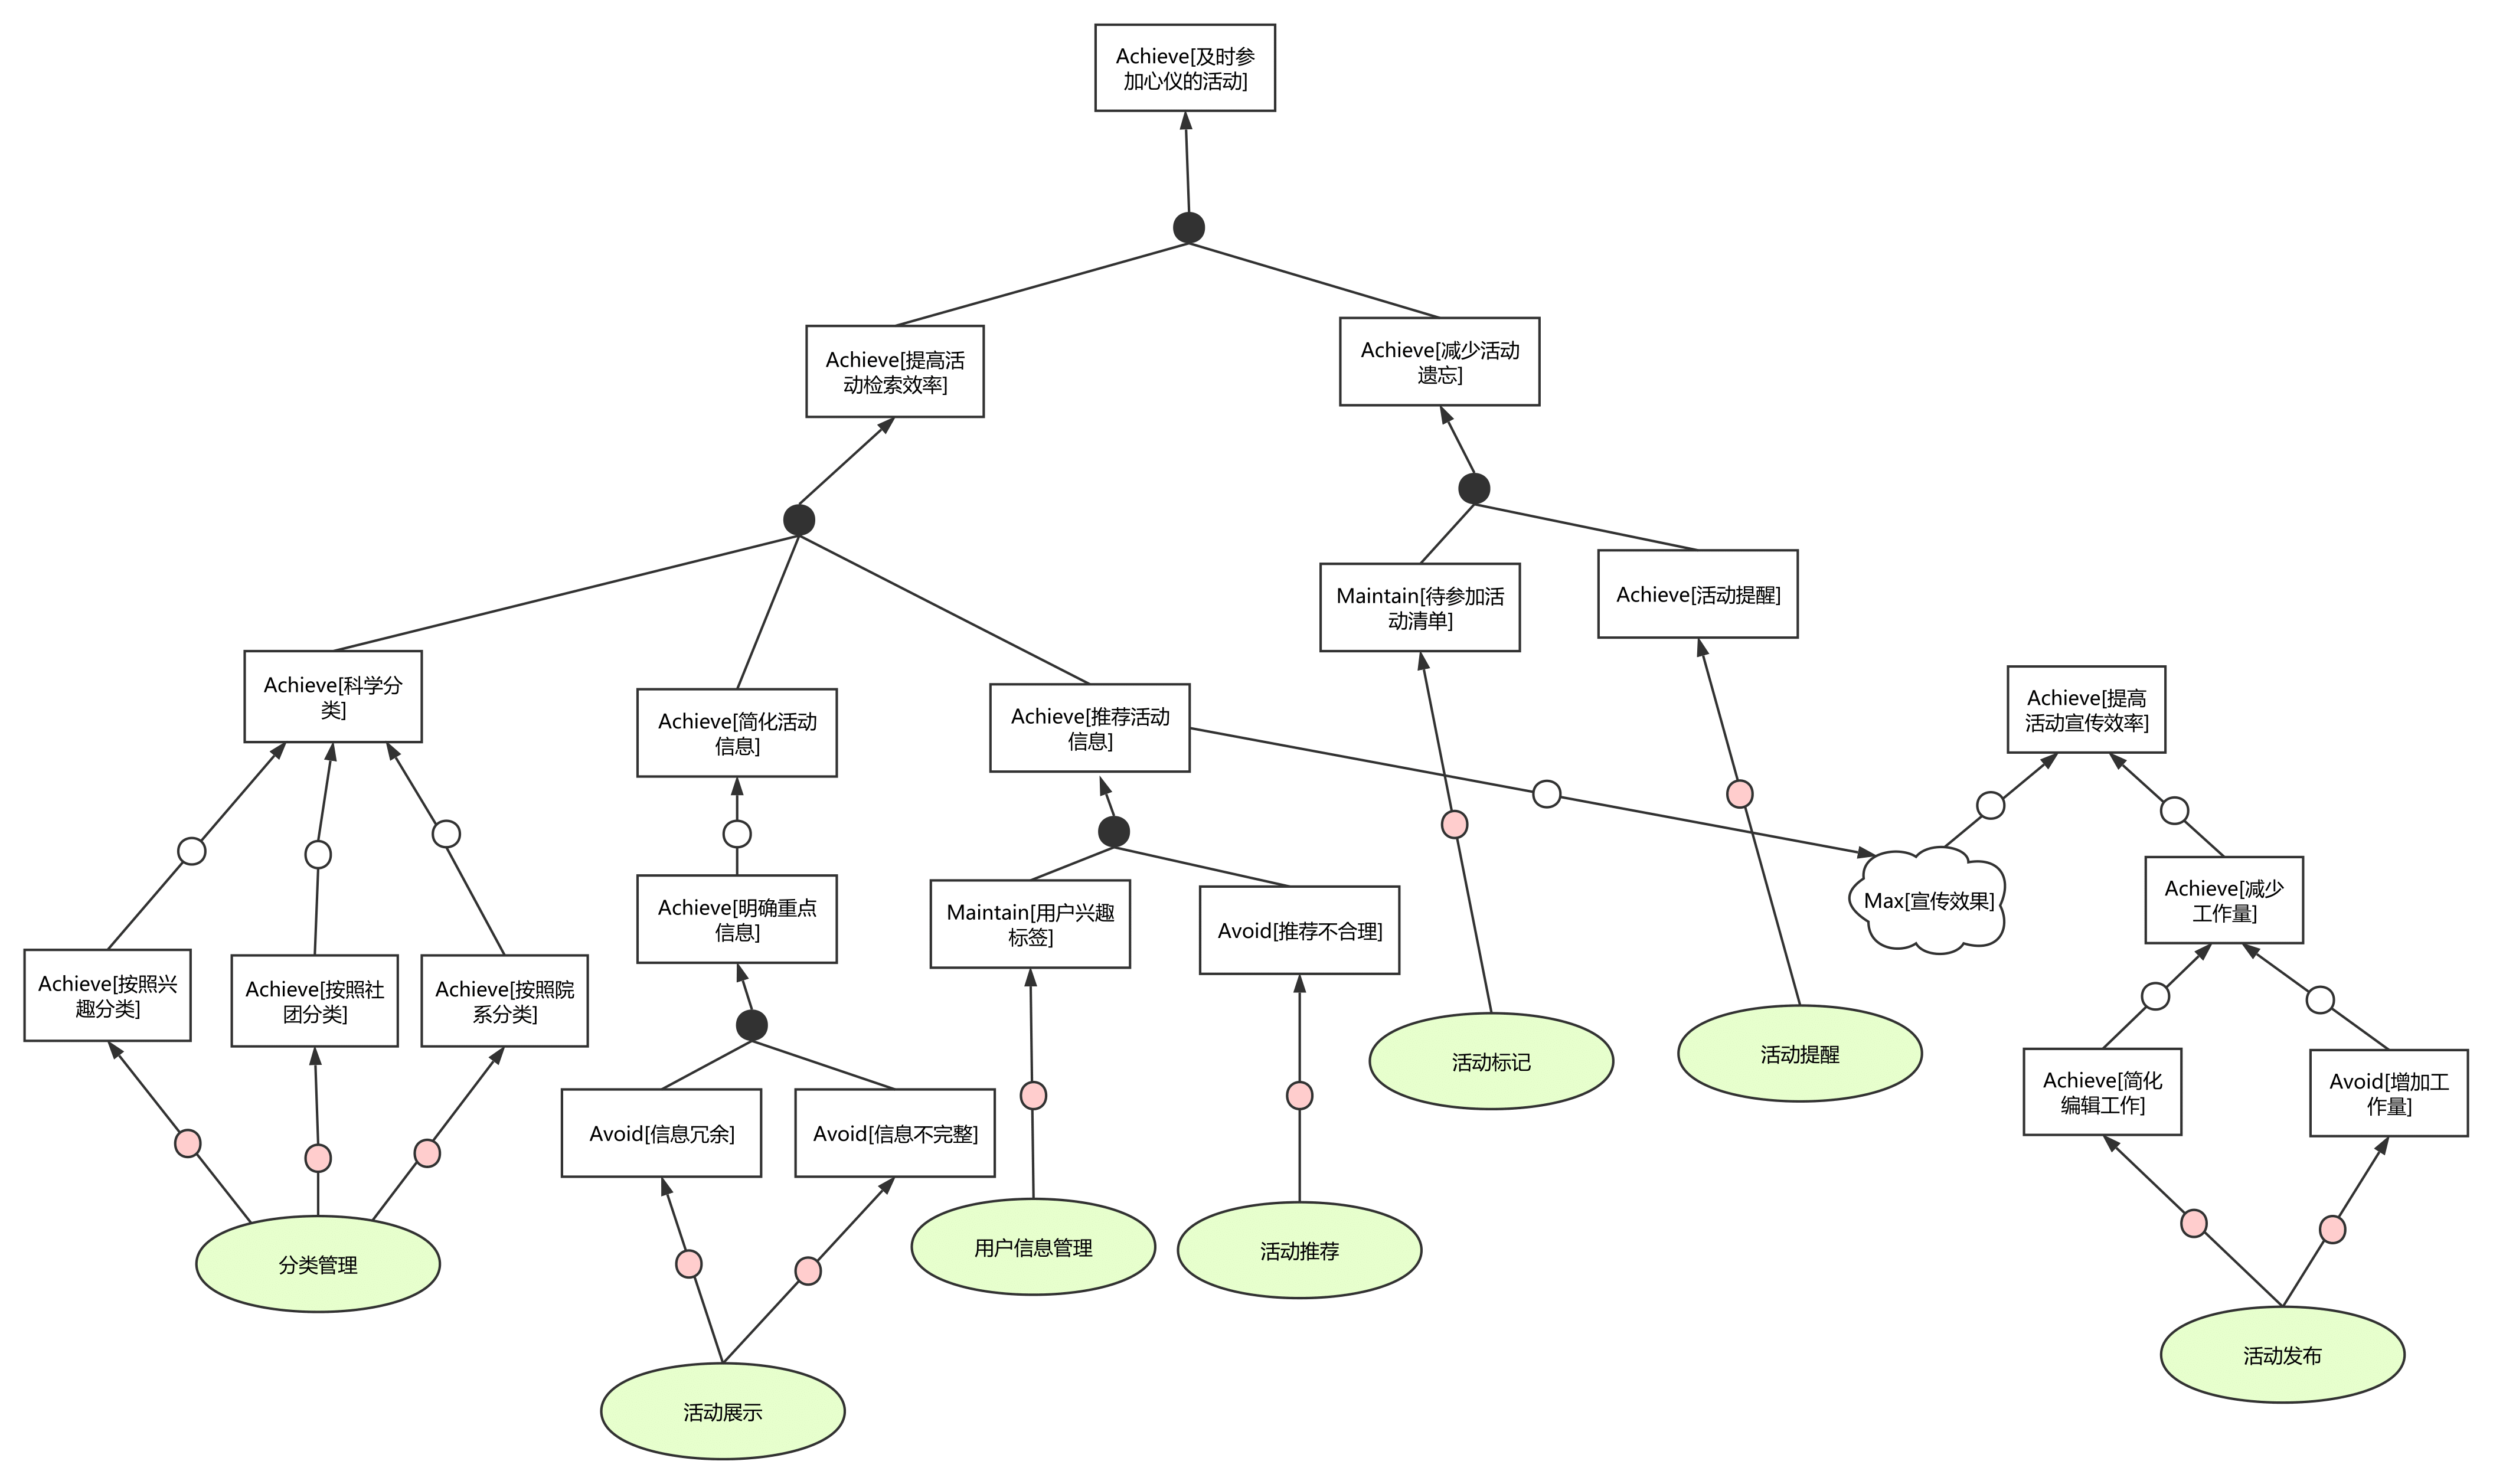 Achieve[及时参
加心仪的活动]
Achieve[提高活
动检索效率]
Achieve[减少活动
遗忘]
Maintain[待参加活
动清单]
Achieve[活动提醒]
Achieve[科学分
类]
Achieve[简化活动
信息]
Achieve[推荐活动
信息]
Achieve[提高
活动宣传效率]
Max[宣传效果]
Achieve[减少
工作量]
Achieve[明确重点
信息]
Maintain[用户兴趣
标签]
Avoid[推荐不合理]
Achieve[按照兴
趣分类]
Achieve[按照社
团分类]
Achieve[按照院
系分类]
活动标记
活动提醒
Achieve[简化
编辑工作]
Avoid[增加工
作量]
Avoid[信息冗余]
Avoid[信息不完整]
分类管理
用户信息管理
活动推荐
活动展示
活动发布